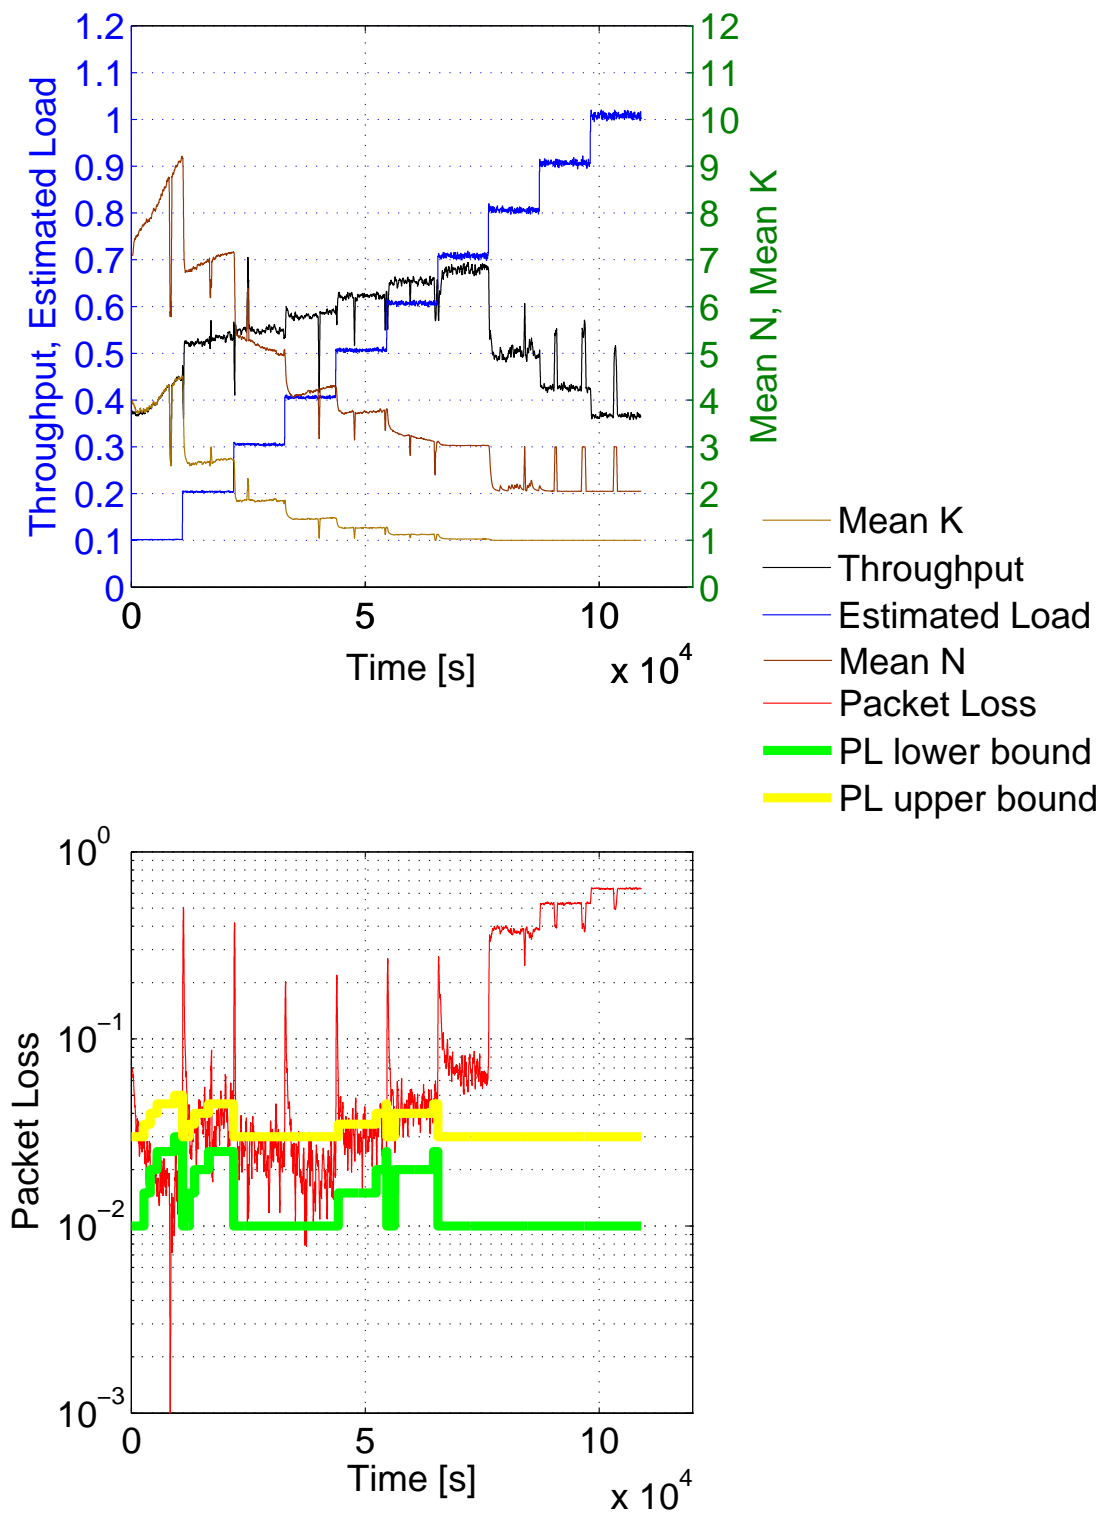 1.2
1.1
1
0.9
0.8
0.7
0.6
0.5
0.4
0.3
0.2
0.1
0
Throughput, Estimated Load
12
11
10
9
8
7
6
5
4
3
2
1
0
Mean N, Mean K
0 5 10
Time [s]
x 10^4
Mean K
Throughput
Estimated Load
Mean N
Packet Loss
PL lower bound
PL upper bound
10^0
10^−1
10^−2
10^−3
Packet Loss
0 5 10
Time [s]
x 10^4